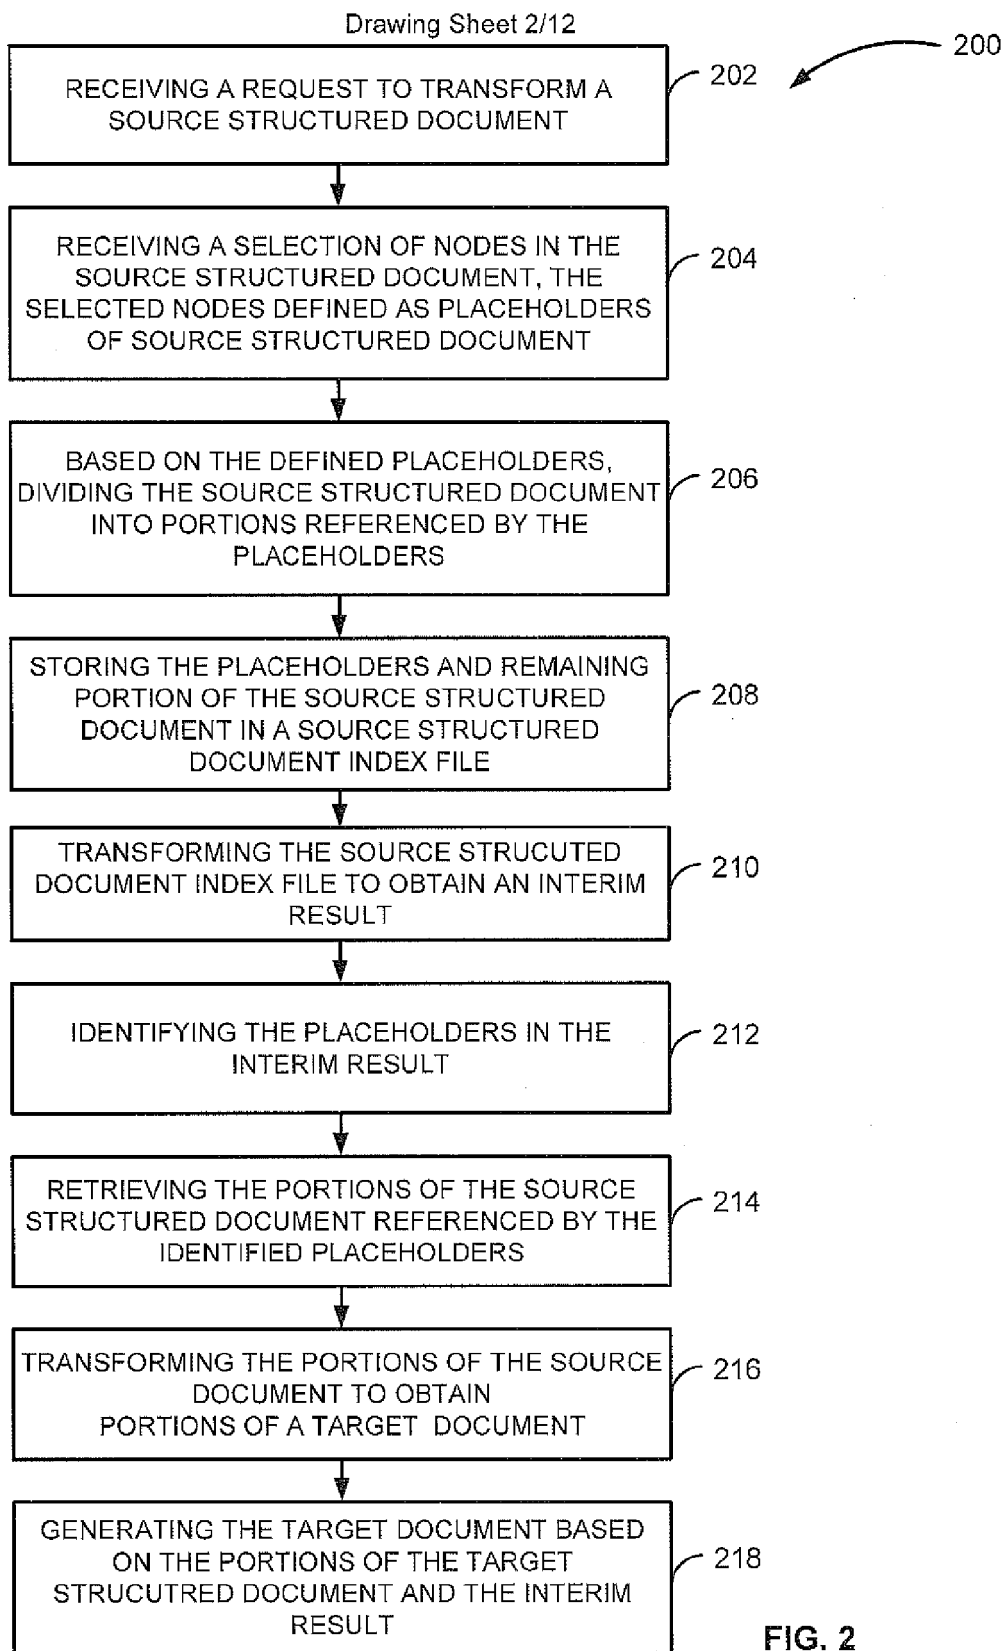 Drawing Sheet 2/12
200
RECEIVING A REQUEST TO TRANSFORM A
SOURCE STRUCTURED DOCUMENT
202
RECEIVING A SELECTION OF NODES IN THE
SOURCE STRUCTURED DOCUMENT, THE
SELECTED NODES DEFINED AS PLACEHOLDERS
OF SOURCE STRUCTURED DOCUMENT
204
BASED ON THE DEFINED PLACEHOLDERS,
DIVIDING THE SOURCE STRUCTURED DOCUMENT
INTO PORTIONS REFERENCED BY THE
PLACEHOLDERS
206
STORING THE PLACEHOLDERS AND REMAINING
PORTION OF THE SOURCE STRUCTURED
DOCUMENT IN A SOURCE STRUCTURED
DOCUMENT INDEX FILE
208
TRANSFORMING THE SOURCE STRUCUTED
DOCUMENT INDEX FILE TO OBTAIN AN INTERIM
RESULT
210
IDENTIFYING THE PLACEHOLDERS IN THE
INTERIM RESULT
212
RETRIEVING THE PORTIONS OF THE SOURCE
STRUCTURED DOCUMENT REFERENCED BY THE
IDENTIFIED PLACEHOLDERS
214
TRANSFORMING THE PORTIONS OF THE SOURCE
DOCUMENT TO OBTAIN
PORTIONS OF A TARGET DOCUMENT
216
GENERATING THE TARGET DOCUMENT BASED
ON THE PORTIONS OF THE TARGET
STRUCUTRED DOCUMENT AND THE INTERIM
RESULT
218
FIG. 2